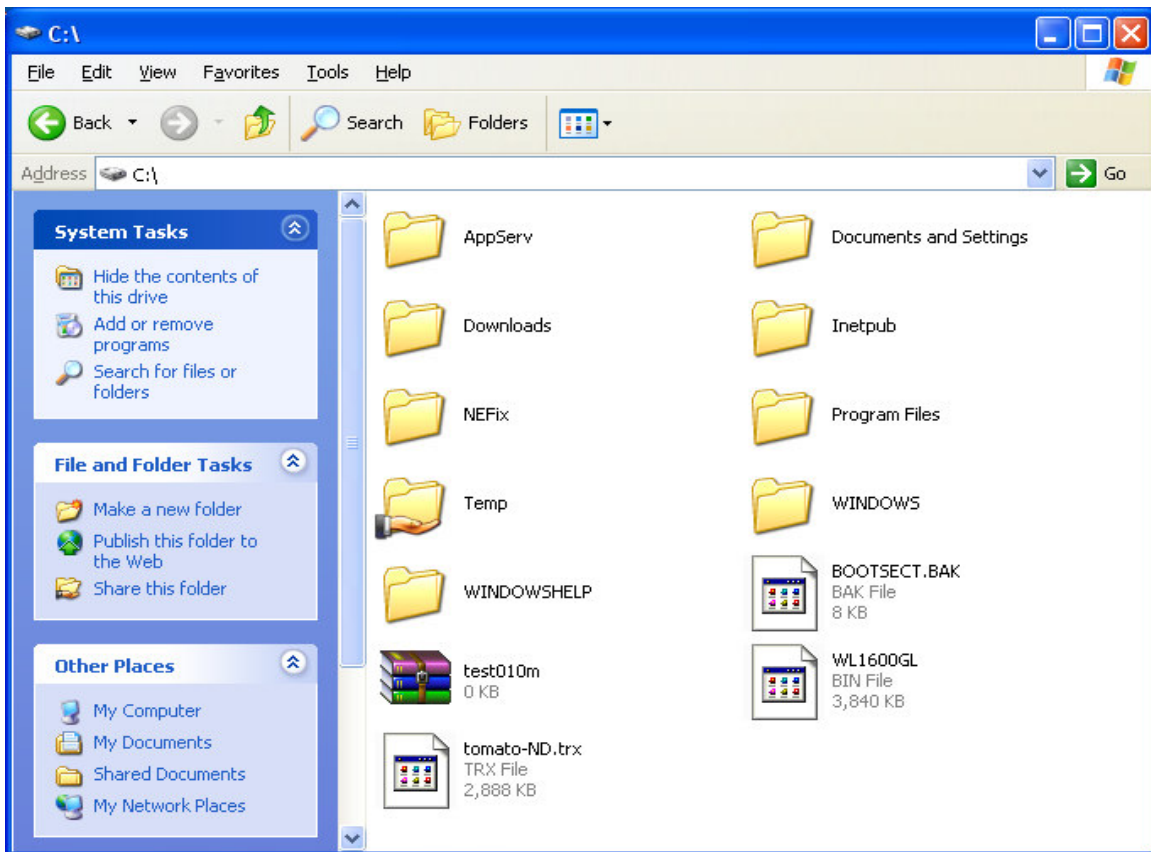 C:\
File Edit View Favorites Tools Help
Back Search Folders
Address C:\ Go
System Tasks
Hide the contents of
this drive
Add or remove
programs
Search for files or
folders
File and Folder Tasks
Make a new folder
Publish this folder to
the Web
Share this folder
Other Places
My Computer
My Documents
Shared Documents
My Network Places
AppServ
Documents and Settings
Downloads
Inetpub
NEFix
Program Files
Temp
WINDOWS
WINDOWSHELP
BOOTSECT.BAK
BAK File
8 KB
test010m
0 KB
WL1600GL
BIN File
3,840 KB
tomato-ND.trx
TRX File
2,888 KB